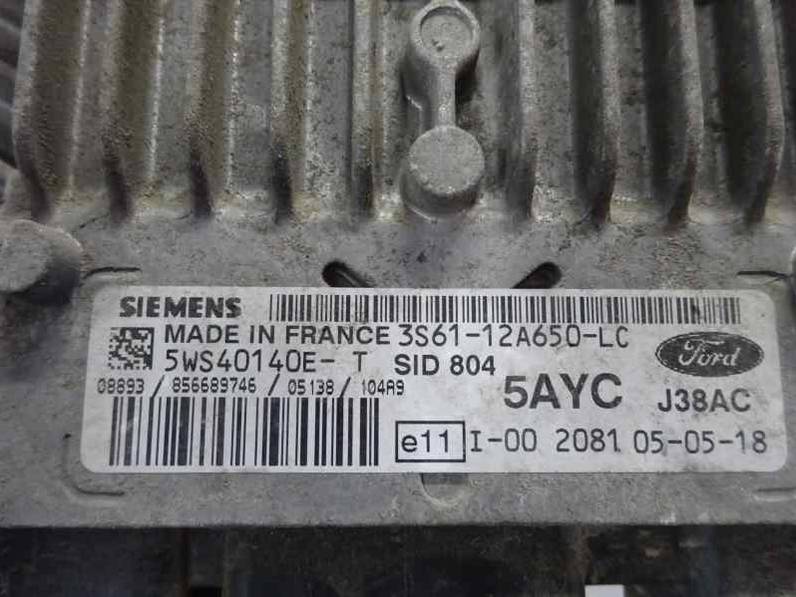 SIEMENS
MADE IN FRANCE 3S61-12A650-LC
5WS40140E- T SID 804
Ford
08893 / 856689746 / 05138 / 104A9
5AYC J38AC
e11 I-00 2081 05-05-18